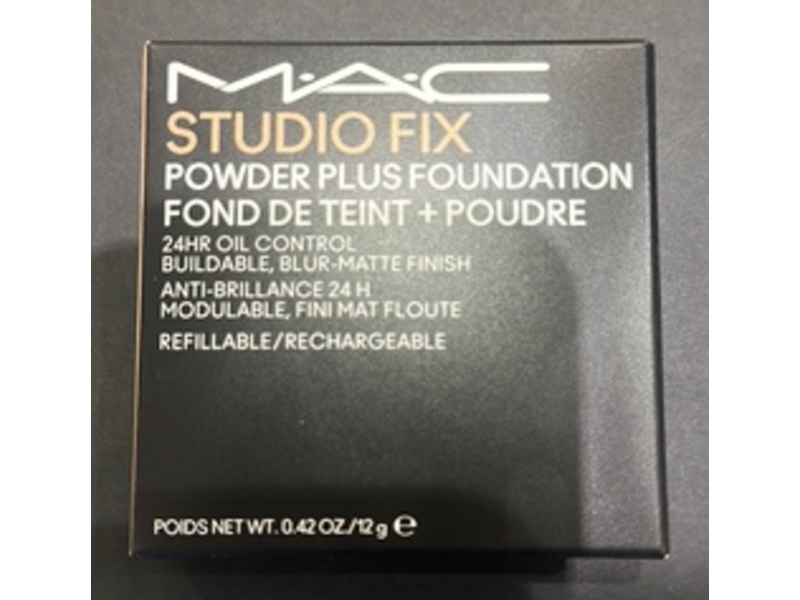 M·A·C
STUDIO FIX
POWDER PLUS FOUNDATION
FOND DE TEINT + POUDRE
24HR OIL CONTROL
BUILDABLE, BLUR-MATTE FINISH
ANTI-BRILLANCE 24 H
MODULABLE, FINI MAT FLOUTE
REFILLABLE/RECHARGEABLE
POIDS NET WT. 0.42 OZ./12 g ℮